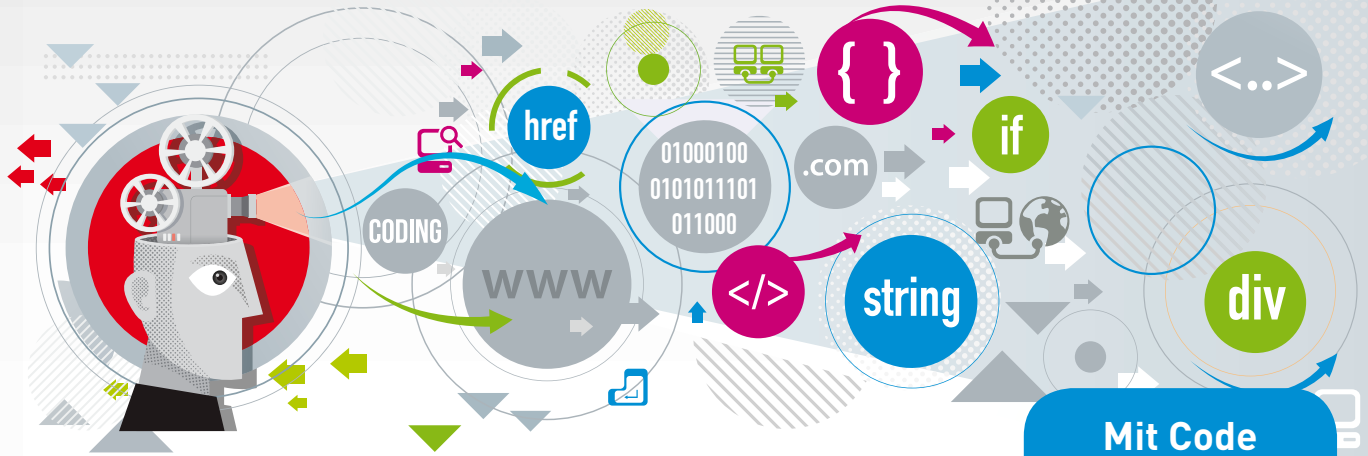 { }
<..>
href
if
01000100
0101011101
011000
.com
CODING
www
</>
string
div
Mit Code